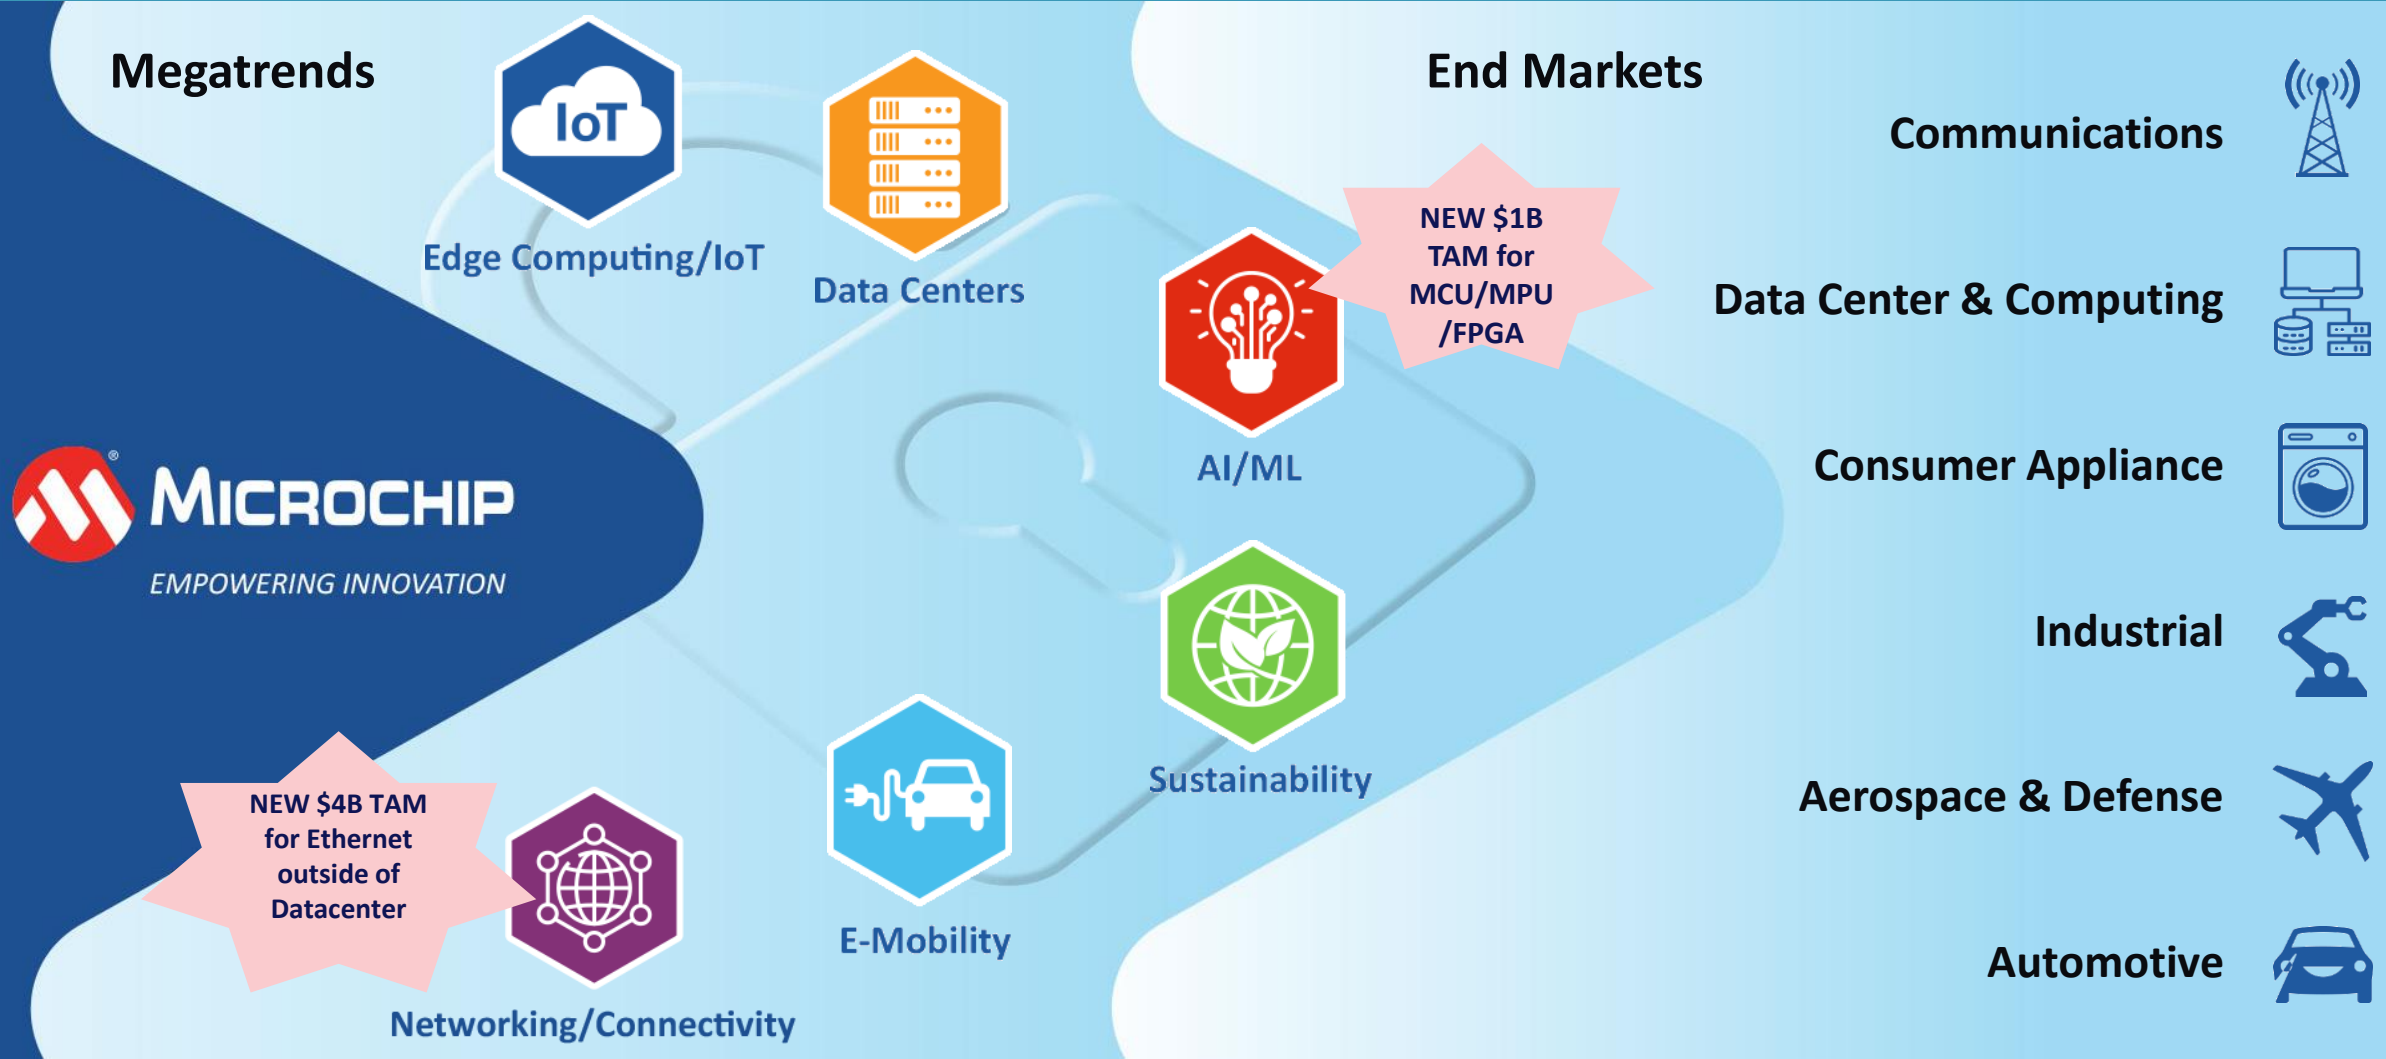 Megatrends
IoT
Edge Computing/IoT
Data Centers
AI/ML
Sustainability
E-Mobility
Networking/Connectivity
NEW $4B TAM
for Ethernet
outside of
Datacenter
MICROCHIP
®
EMPOWERING INNOVATION
End Markets
NEW $1B
TAM for
MCU/MPU
/FPGA
Communications
Data Center & Computing
Consumer Appliance
Industrial
Aerospace & Defense
Automotive